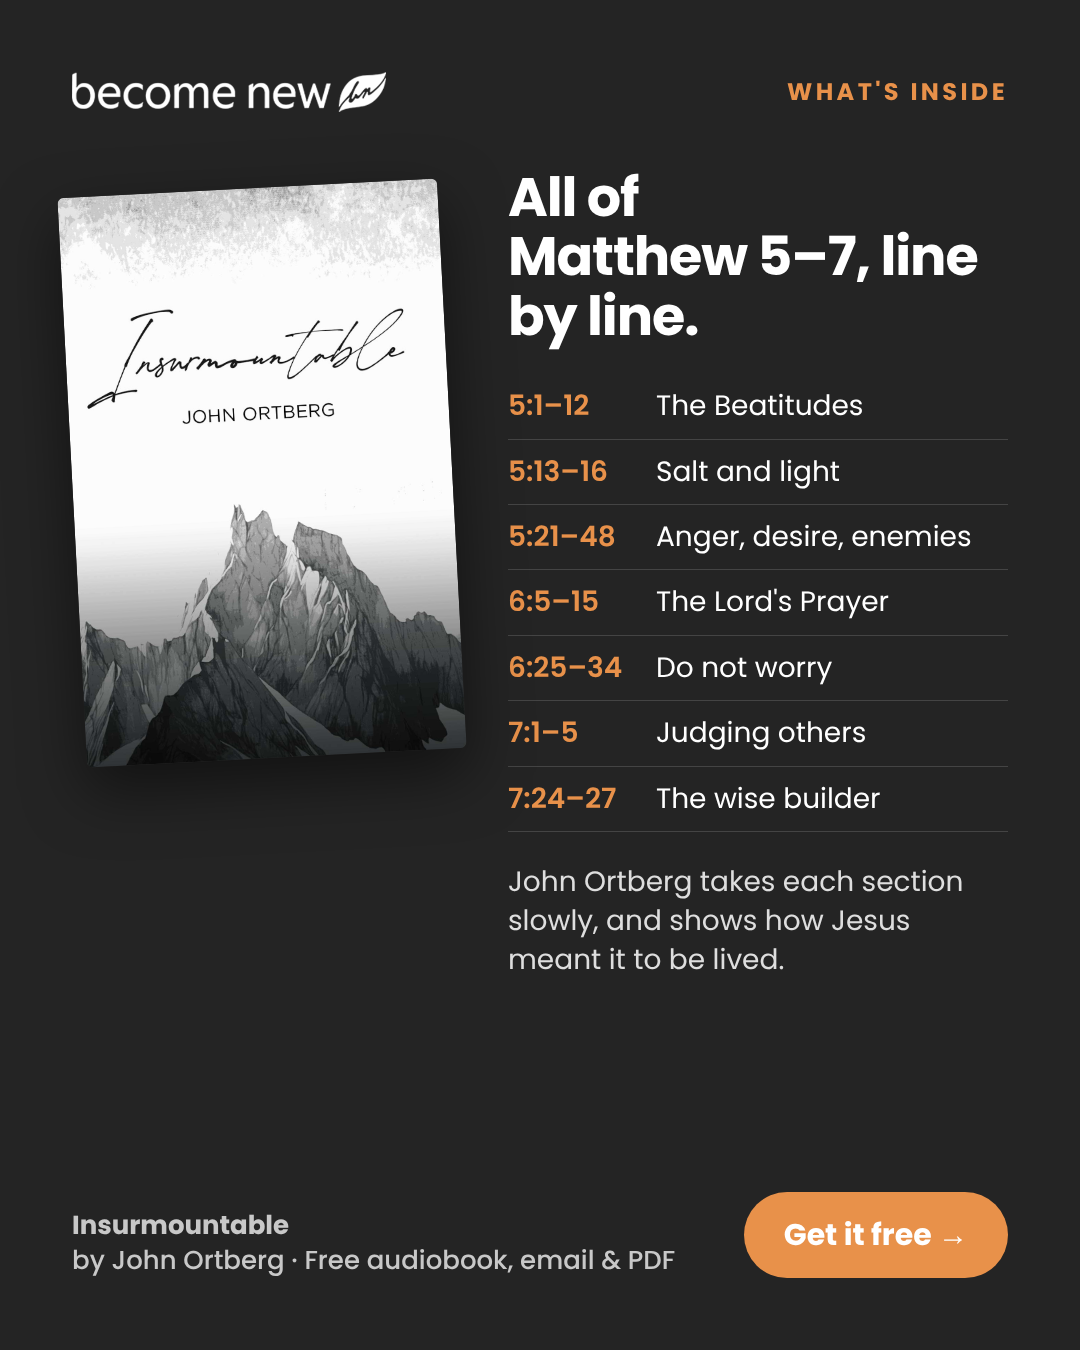 become new
WHAT'S INSIDE
Insurmountable
JOHN ORTBERG
All of
Matthew 5–7, line
by line.
5:1–12 The Beatitudes
5:13–16 Salt and light
5:21–48 Anger, desire, enemies
6:5–15 The Lord's Prayer
6:25–34 Do not worry
7:1–5 Judging others
7:24–27 The wise builder
John Ortberg takes each section
slowly, and shows how Jesus
meant it to be lived.
Insurmountable
by John Ortberg · Free audiobook, email & PDF
Get it free →